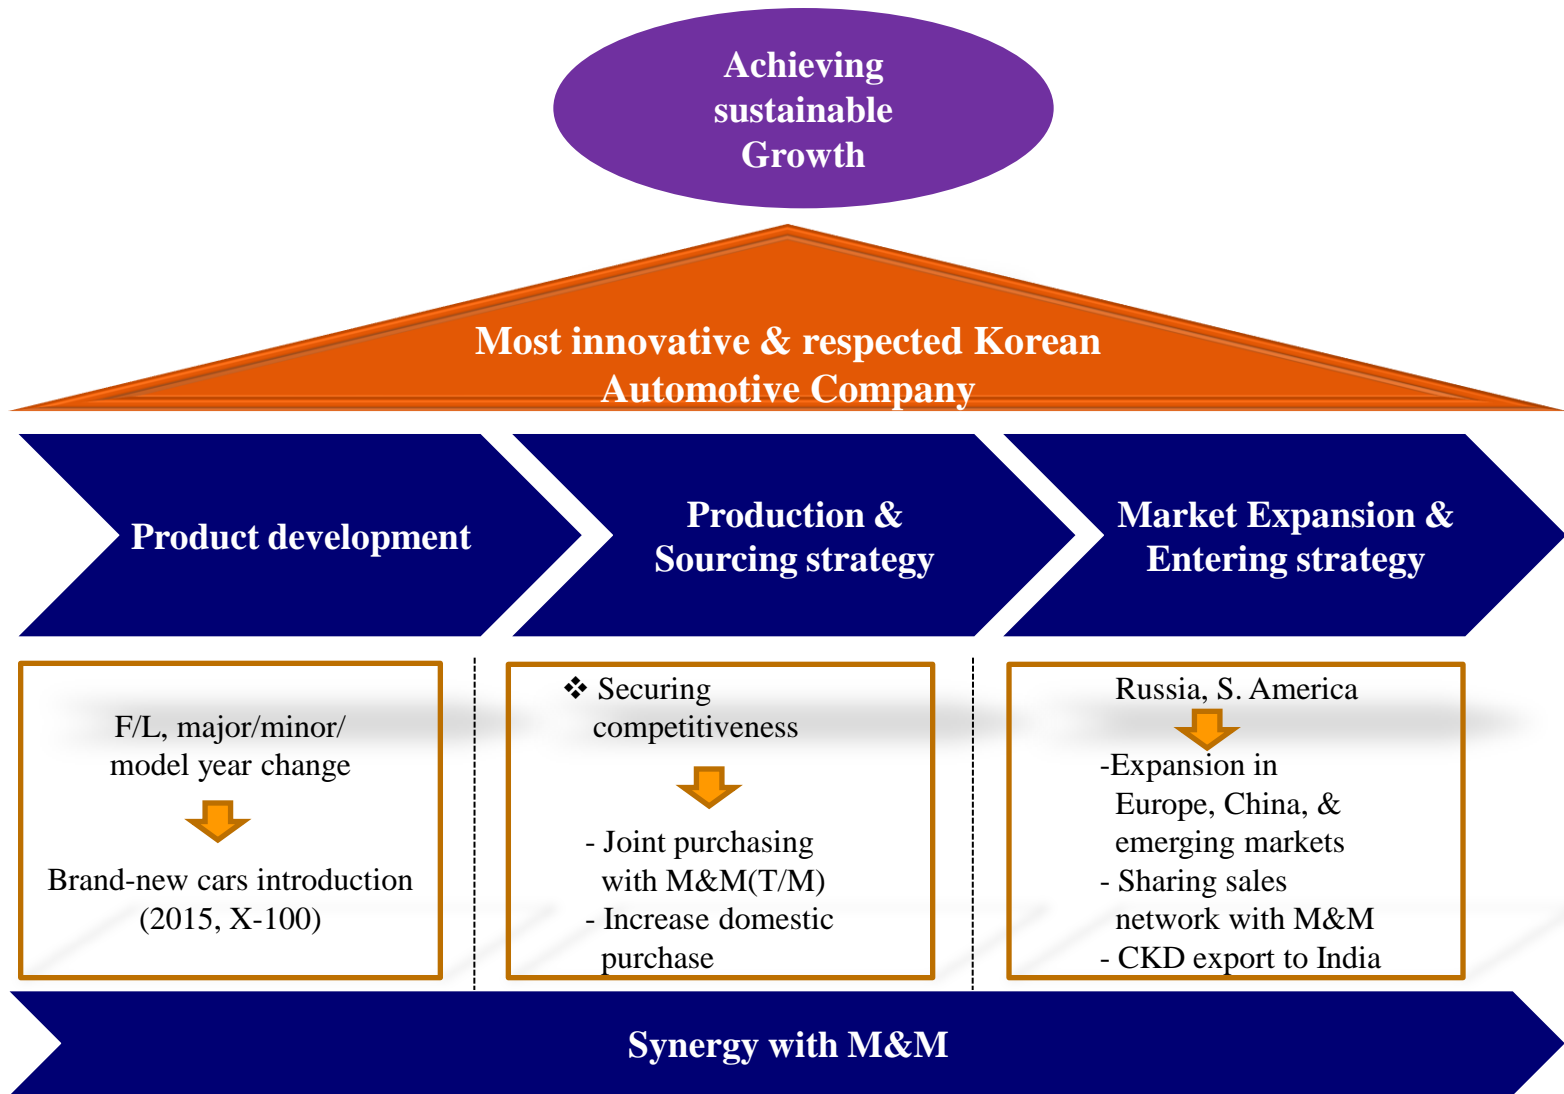 Achieving
sustainable
Growth
Most innovative & respected Korean
Automotive Company
Product development
Production &
Sourcing strategy
Market Expansion &
Entering strategy
F/L, major/minor/
model year change
Brand-new cars introduction
(2015, X-100)
❖ Securing
competitiveness
- Joint purchasing
with M&M(T/M)
- Increase domestic
purchase
Russia, S. America
-Expansion in
Europe, China, &
emerging markets
- Sharing sales
network with M&M
- CKD export to India
Synergy with M&M